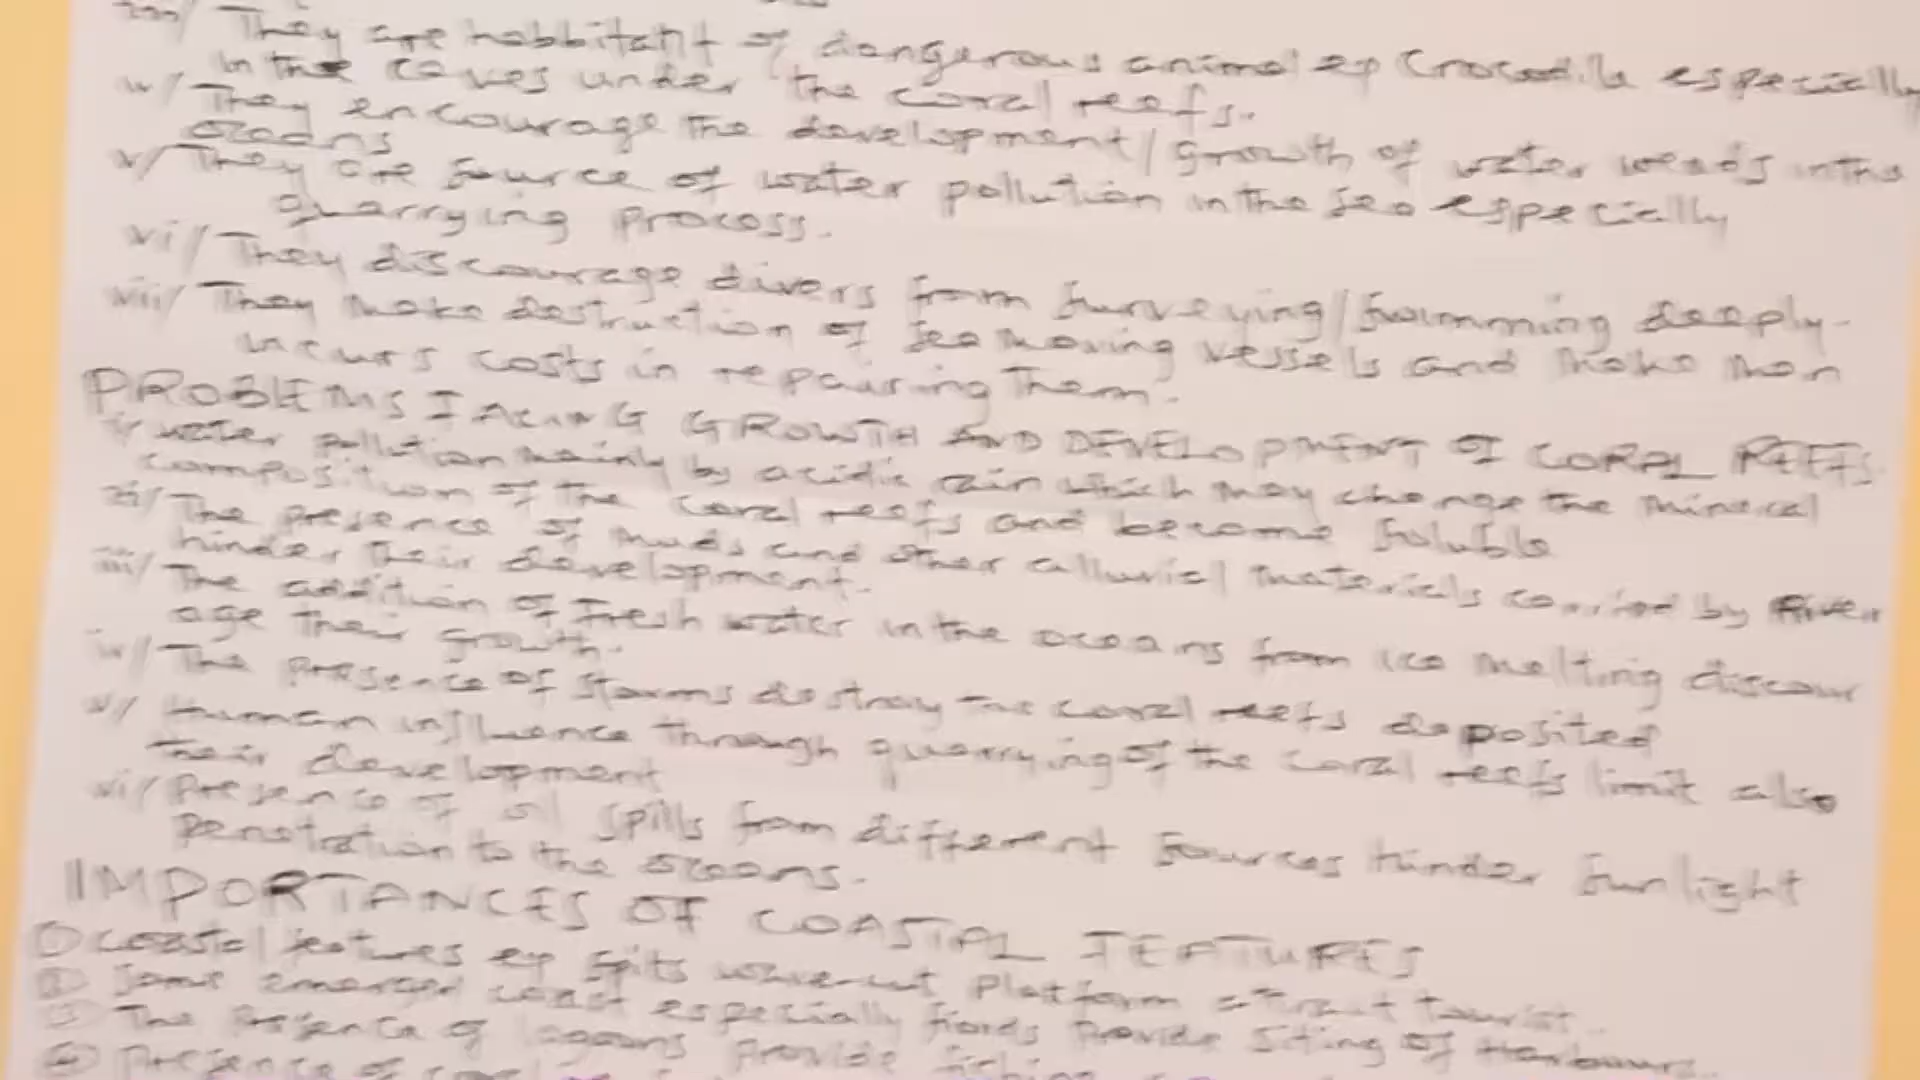 They are habbitant of dangerous animal eg Crocodile especially
in the caves under the coral reefs.
iv/ They encourage the development/growth of water weeds in the
oceans
v/ They are source of water pollution in the sea especially
quarrying process.
vi/ They discourage divers from surveying/swimming deeply.
vii/ They make destruction of sea moving vessels and make man
incurs costs in repairing them.
PROBLEMS FACING GROWTH AND DEVELOPMENT OF CORAL REEFS
i/ water pollution mainly by acidic rain which may change the mineral
composition of the coral reefs and become soluble
ii/ The presence of muds and other alluvial materials carried by River
hinder their development.
iii/ The addition of fresh water in the oceans from ice melting discour
age their growth.
iv/ The presence of storms destroy the coral reefs deposited
v/ Human influence through quarrying of the coral reefs limit also
their development
vi/ Presence of oil spills from different sources hinder sunlight
penetration to the oceans.
IMPORTANCES OF COASTAL FEATURES
① Coastal features eg spits wave-cut platform attract tourist.
② Some emerged coast especially fiords provide siting of Harbours.
③ The presence of lagoons provide fishing
④ Presence of